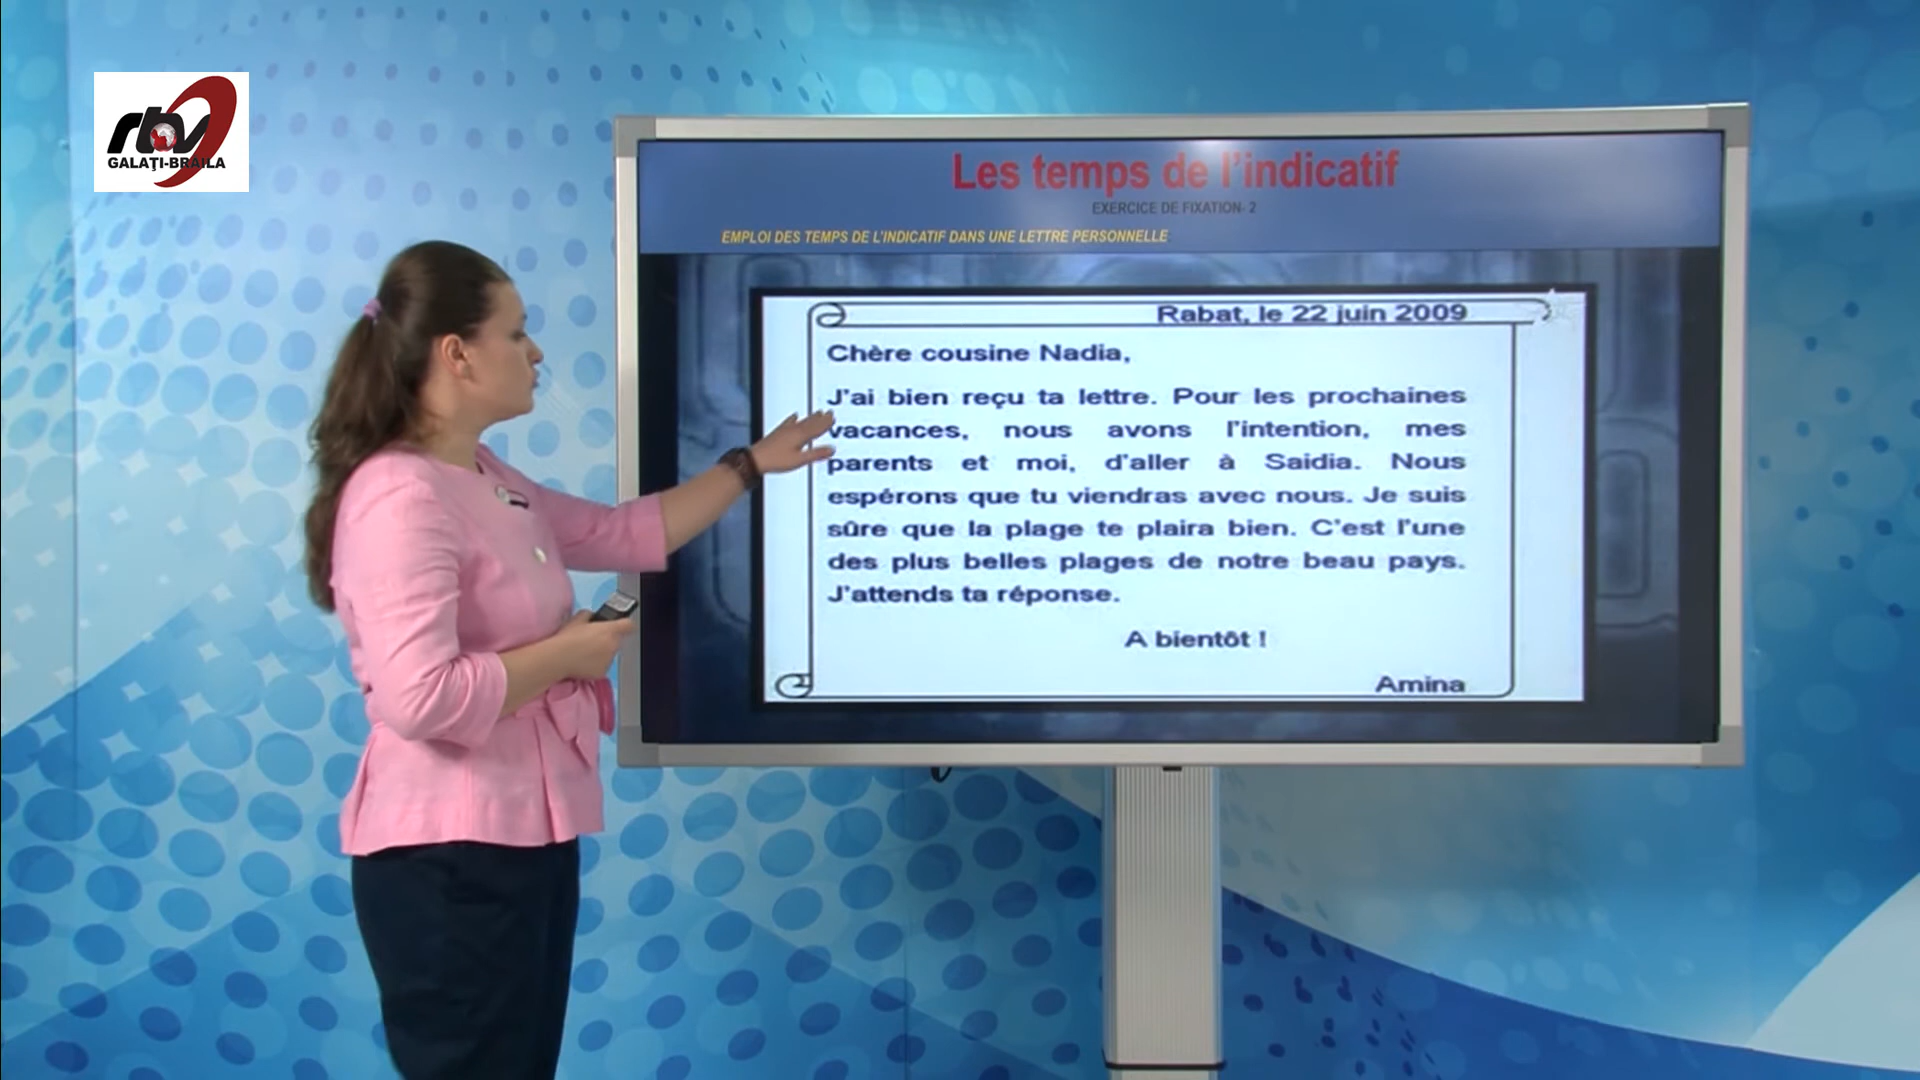 rtv
GALAŢI-BRĂILA
Les temps de l'indicatif
EXERCICE DE FIXATION- 2
EMPLOI DES TEMPS DE L'INDICATIF DANS UNE LETTRE PERSONNELLE
Rabat, le 22 juin 2009
Chère cousine Nadia,
J'ai bien reçu ta lettre. Pour les prochaines
vacances, nous avons l'intention, mes
parents et moi, d'aller à Saidia. Nous
espérons que tu viendras avec nous. Je suis
sûre que la plage te plaira bien. C'est l'une
des plus belles plages de notre beau pays.
J'attends ta réponse.
A bientôt !
Amina